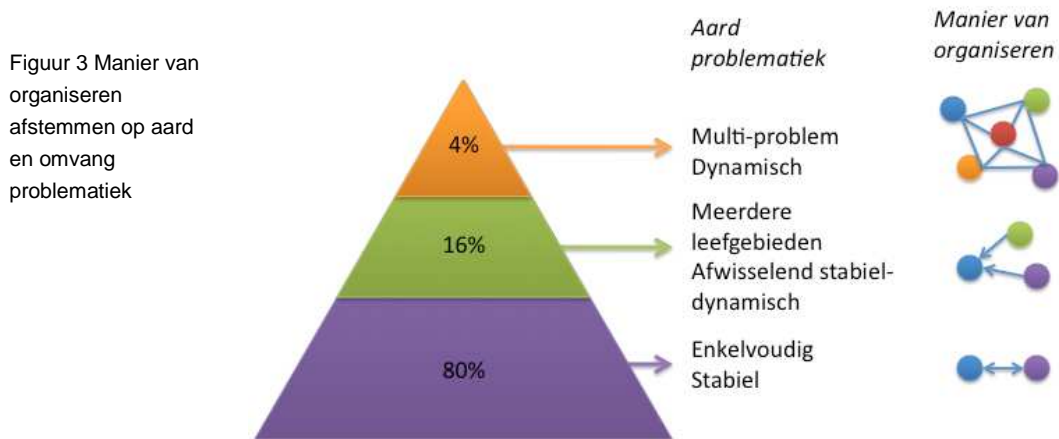 Figuur 3 Manier van
organiseren
afstemmen op aard
en omvang
problematiek
Aard
problematiek
Manier van
organiseren
4%
Multi-problem
Dynamisch
16%
Meerdere
leefgebieden
Afwisselend stabiel-
dynamisch
80%
Enkelvoudig
Stabiel